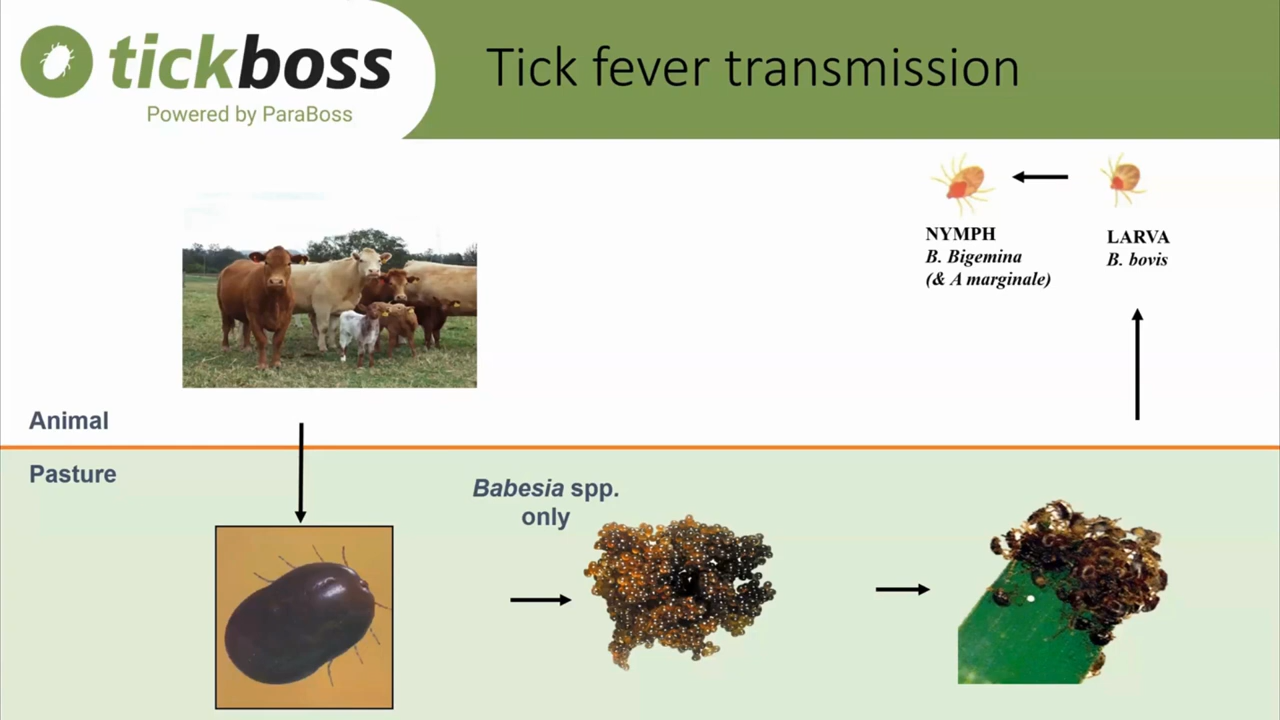 tickboss
Powered by ParaBoss
Tick fever transmission
NYMPH
B. Bigemina
(& A marginale)
LARVA
B. bovis
Animal
Pasture
Babesia spp.
only